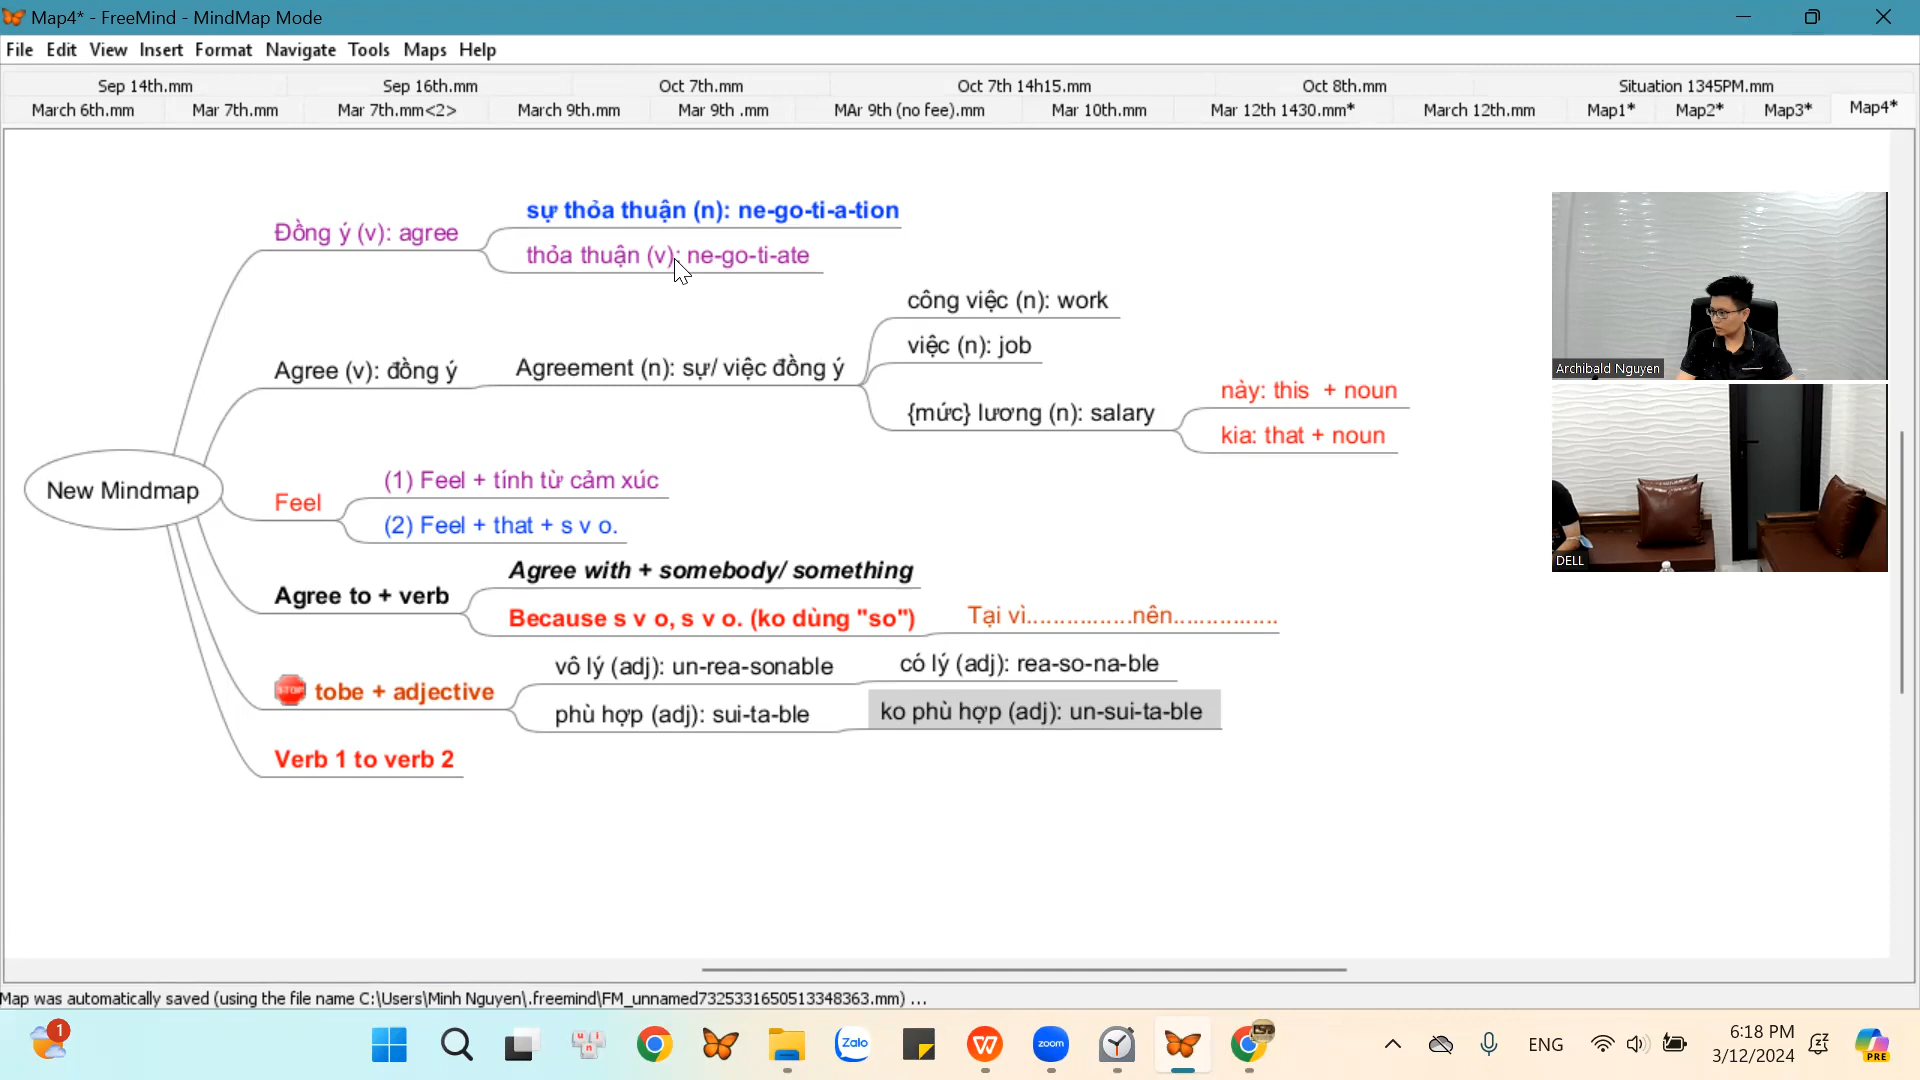 Map4* - FreeMind - MindMap Mode
File Edit View Insert Format Navigate Tools Maps Help
Sep 14th.mm Sep 16th.mm Oct 7th.mm Oct 7th 14h15.mm Oct 8th.mm Situation 1345PM.mm
March 6th.mm Mar 7th.mm Mar 7th.mm<2> March 9th.mm Mar 9th .mm MAr 9th (no fee).mm Mar 10th.mm Mar 12th 1430.mm* March 12th.mm Map1* Map2* Map3* Map4*
New Mindmap
Đồng ý (v): agree
sự thỏa thuận (n): ne-go-ti-a-tion
thỏa thuận (v): ne-go-ti-ate
Agree (v): đồng ý
Agreement (n): sự/ việc đồng ý
công việc (n): work
việc (n): job
{mức} lương (n): salary
này: this + noun
kia: that + noun
Feel
(1) Feel + tính từ cảm xúc
(2) Feel + that + s v o.
Agree to + verb
Agree with + somebody/ something
Because s v o, s v o. (ko dùng "so")
Tại vì................nên................
STOP tobe + adjective
vô lý (adj): un-rea-sonable
có lý (adj): rea-so-na-ble
phù hợp (adj): sui-ta-ble
ko phù hợp (adj): un-sui-ta-ble
Verb 1 to verb 2
Archibald Nguyen
DELL
Map was automatically saved (using the file name C:\Users\Minh Nguyen\.freemind\FM_unnamed7325331650513348363.mm) ...
1
u i n
Zalo
zoom
ENG
6:18 PM
3/12/2024
PRE